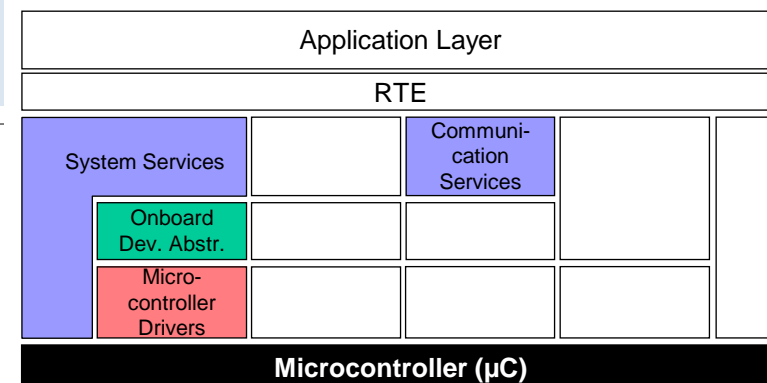 Application Layer
RTE
System Services
Communi-
cation
Services
Onboard
Dev. Abstr.
Micro-
controller
Drivers
Microcontroller (µC)